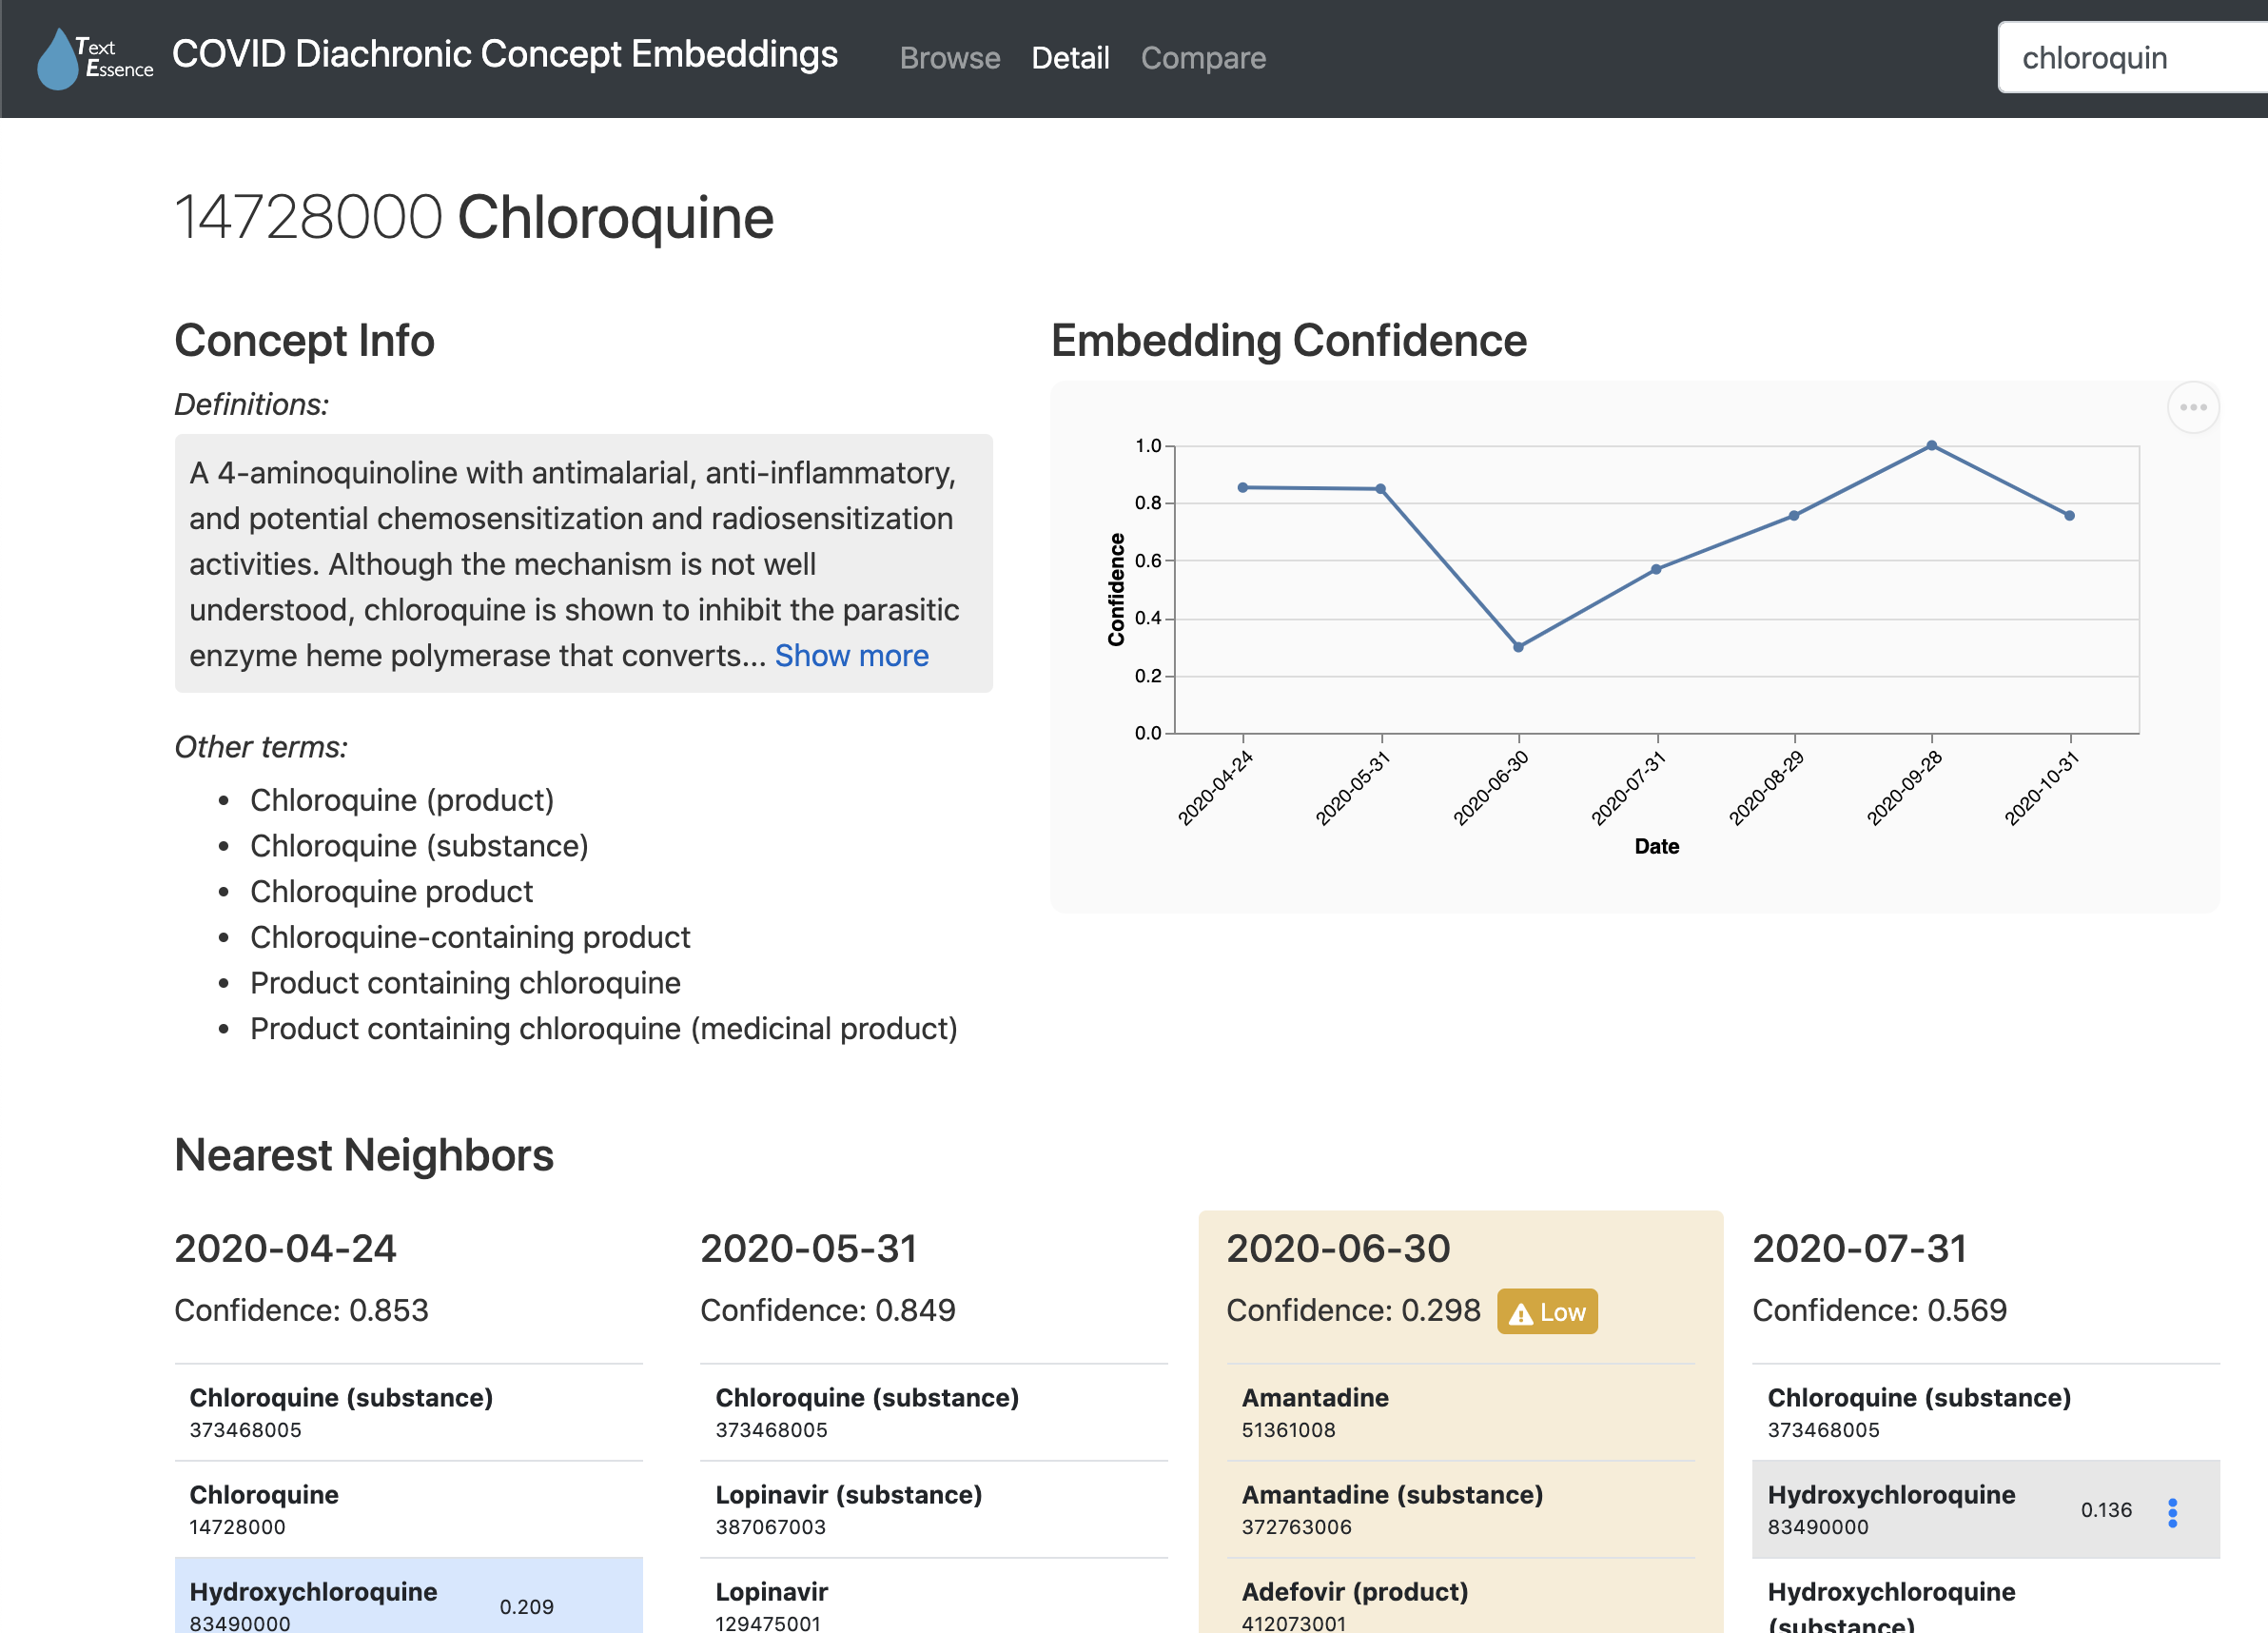 Text
Essence
COVID Diachronic Concept Embeddings
Browse
Detail
Compare
chloroquin
14728000 Chloroquine
Concept Info
Definitions:
A 4-aminoquinoline with antimalarial, anti-inflammatory,
and potential chemosensitization and radiosensitization
activities. Although the mechanism is not well
understood, chloroquine is shown to inhibit the parasitic
enzyme heme polymerase that converts... Show more
Other terms:
• Chloroquine (product)
• Chloroquine (substance)
• Chloroquine product
• Chloroquine-containing product
• Product containing chloroquine
• Product containing chloroquine (medicinal product)
Embedding Confidence
1.0
0.8
0.6
0.4
0.2
0.0
Confidence
2020-04-24
2020-05-31
2020-06-30
2020-07-31
2020-08-29
2020-09-28
2020-10-31
Date
Nearest Neighbors
2020-04-24
Confidence: 0.853
Chloroquine (substance)
373468005
Chloroquine
14728000
Hydroxychloroquine 0.209
83490000
2020-05-31
Confidence: 0.849
Chloroquine (substance)
373468005
Lopinavir (substance)
387067003
Lopinavir
129475001
2020-06-30
Confidence: 0.298 Low
Amantadine
51361008
Amantadine (substance)
372763006
Adefovir (product)
412073001
2020-07-31
Confidence: 0.569
Chloroquine (substance)
373468005
Hydroxychloroquine 0.136
83490000
Hydroxychloroquine
(substance)